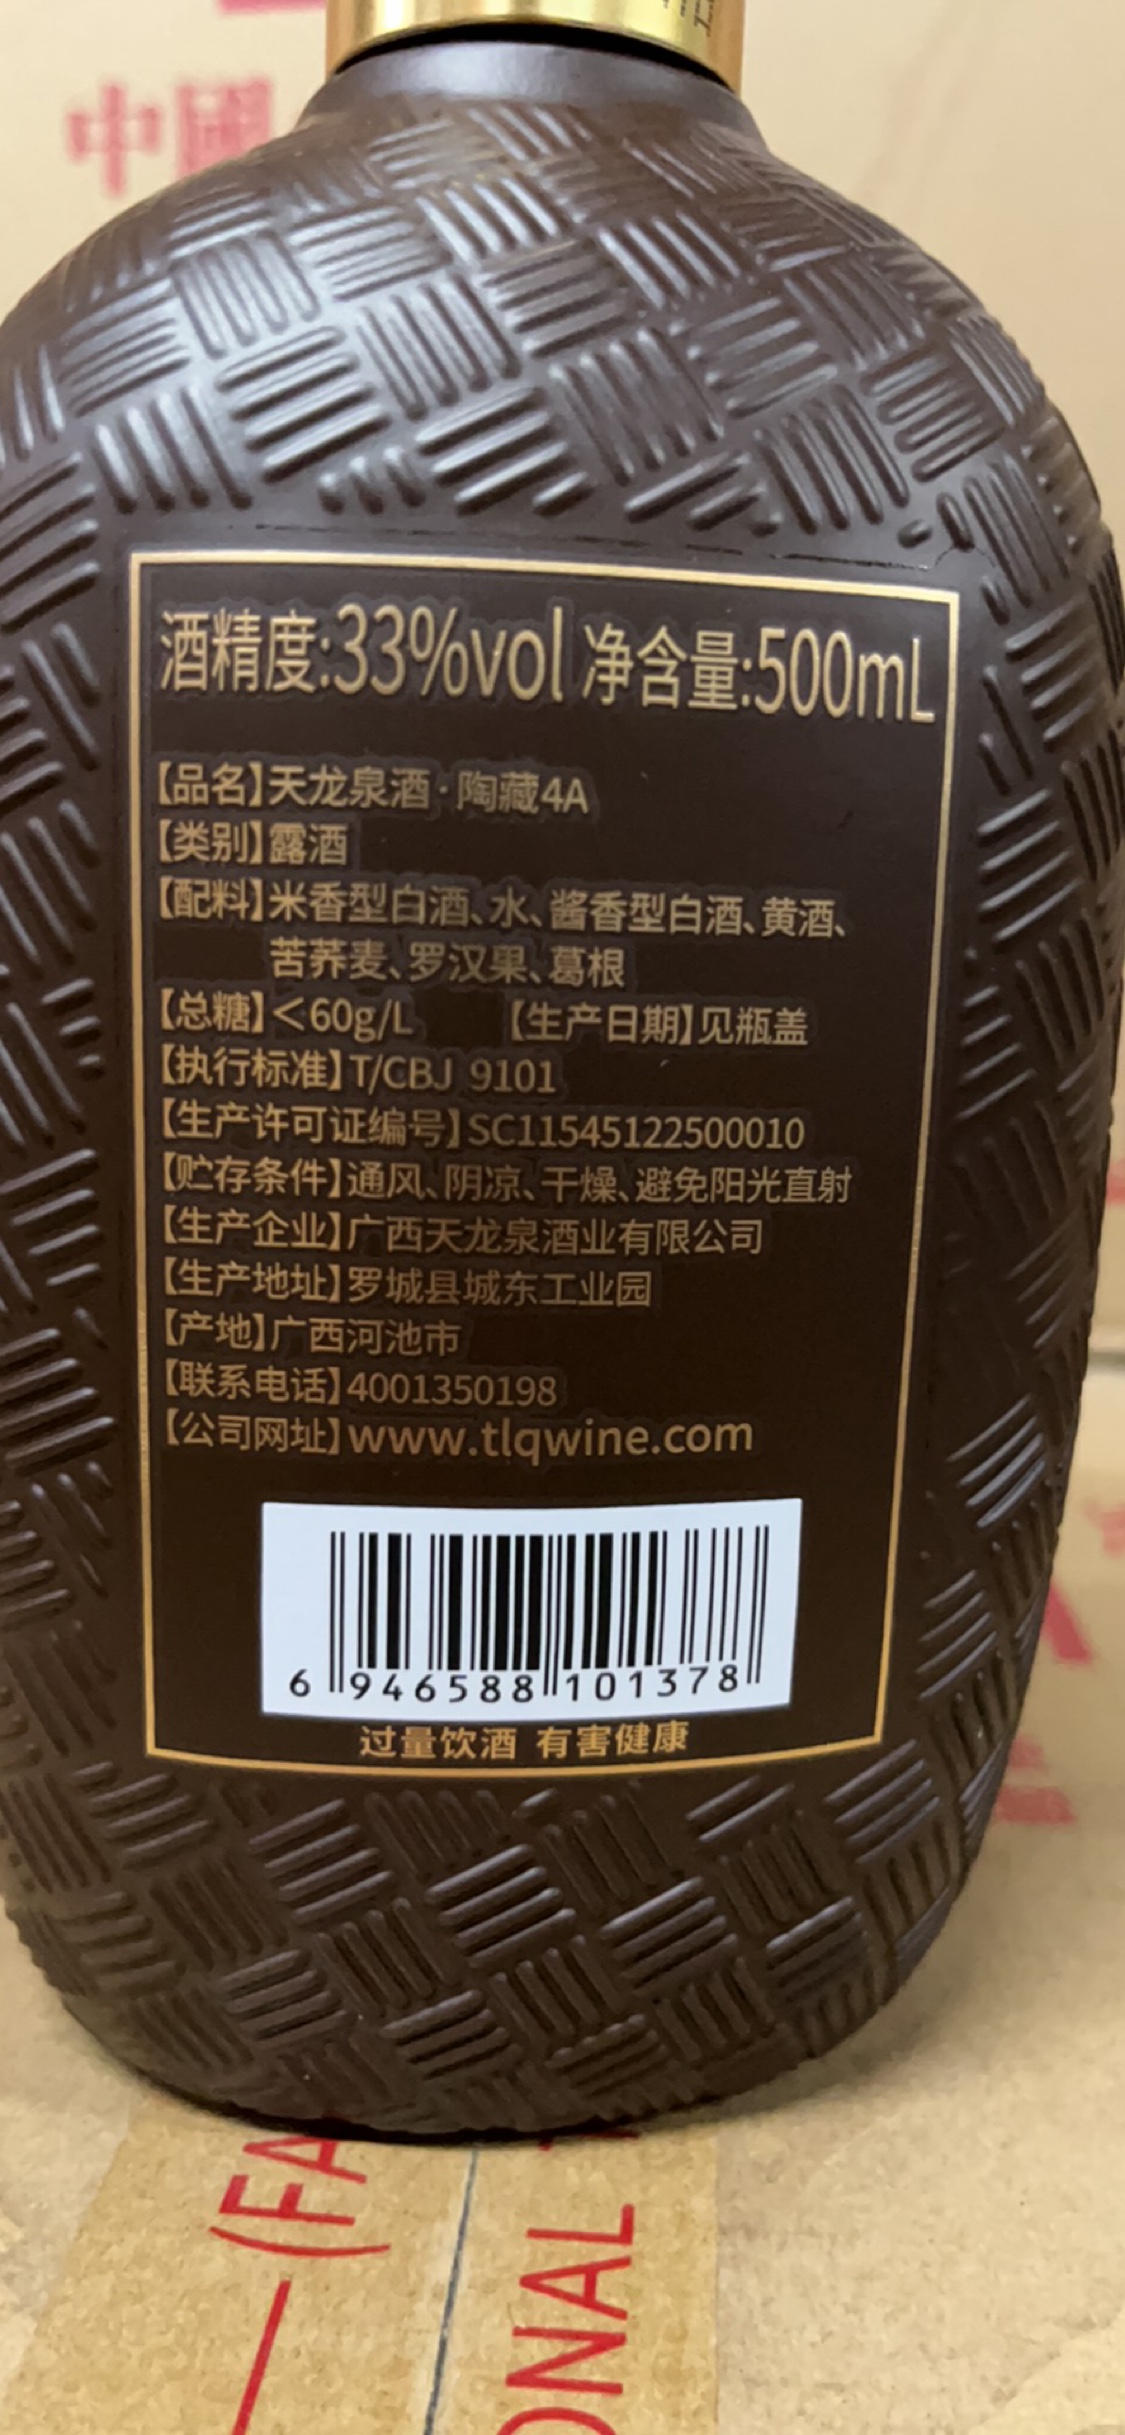 中國
酒精度:33%vol 净含量:500mL
【品名】天龙泉酒·陶藏4A
【类别】露酒
【配料】米香型白酒、水、酱香型白酒、黄酒、
苦荞麦、罗汉果、葛根
【总糖】<60g/L 【生产日期】见瓶盖
【执行标准】T/CBJ 9101
【生产许可证编号】SC11545122500010
【贮存条件】通风、阴凉、干燥、避免阳光直射
【生产企业】广西天龙泉酒业有限公司
【生产地址】罗城县城东工业园
【产地】广西河池市
【联系电话】4001350198
【公司网址】www.tlqwine.com
6 946588 101378
过量饮酒 有害健康
(FA
ONAL